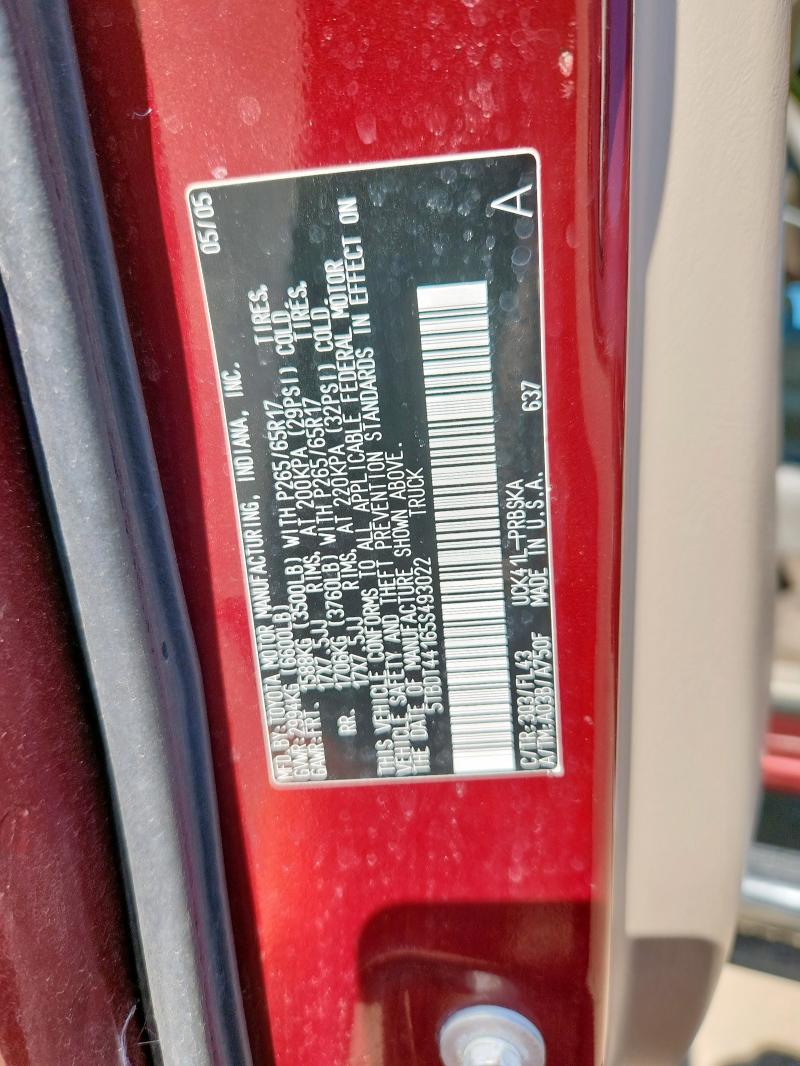 MFD. BY: TOYOTA MOTOR MANUFACTURING, INDIANA, INC. 05/05
GVWR: 2994KG (6600LB)
GAWR: FRT. 1588KG (3500LB) WITH P265/65R17 TIRES,
17X7.5JJ RIMS, AT 200KPA (29PSI) COLD.
RR. 1706KG (3760LB) WITH P265/65R17 TIRES,
17X7.5JJ RIMS, AT 220KPA (32PSI) COLD.
THIS VEHICLE CONFORMS TO ALL APPLICABLE FEDERAL MOTOR
VEHICLE SAFETY AND THEFT PREVENTION STANDARDS IN EFFECT ON
THE DATE OF MANUFACTURE SHOWN ABOVE.
5TBDT44165S493022 TRUCK
C/TR: 3Q3/FL43 UCK41L-PRBSKA
A/TM: A03B/A750F MADE IN U.S.A. 637 A